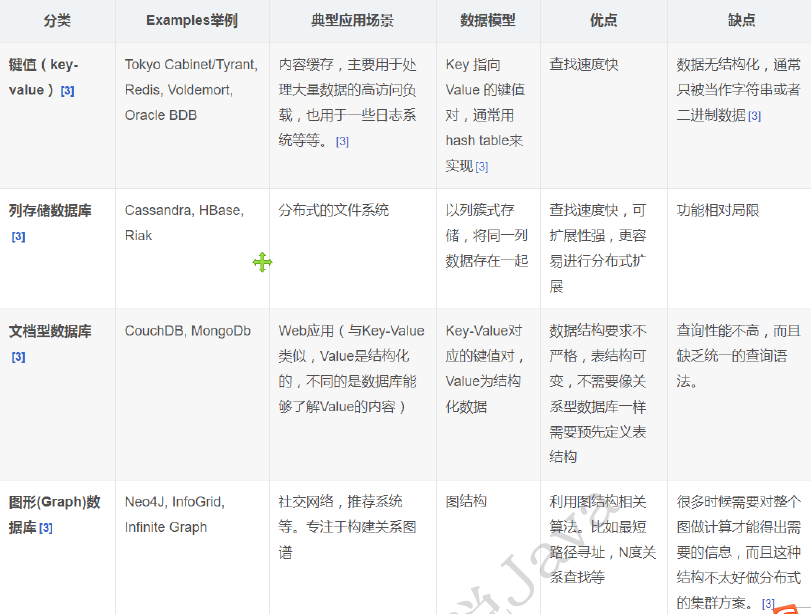 分类 Examples举例 典型应用场景 数据模型 优点 缺点
键值（key-
value）[3]
Tokyo Cabinet/Tyrant,
Redis, Voldemort,
Oracle BDB
内容缓存，主要用于处
理大量数据的高访问负
载，也用于一些日志系
统等等。[3]
Key 指向
Value 的键值
对，通常用
hash table来
实现[3]
查找速度快
数据无结构化，通常
只被当作字符串或者
二进制数据[3]
列存储数据库
[3]
Cassandra, HBase,
Riak
分布式的文件系统
以列簇式存
储，将同一列
数据存在一起
查找速度快，可
扩展性强，更容
易进行分布式扩
展
功能相对局限
文档型数据库
[3]
CouchDB, MongoDb
Web应用（与Key-Value
类似，Value是结构化
的，不同的是数据库能
够了解Value的内容）
Key-Value对
应的键值对，
Value为结构
化数据
数据结构要求不
严格，表结构可
变，不需要像关
系型数据库一样
需要预先定义表
结构
查询性能不高，而且
缺乏统一的查询语
法。
图形(Graph)数
据库[3]
Neo4J, InfoGrid,
Infinite Graph
社交网络，推荐系统
等。专注于构建关系图
谱
图结构
利用图结构相关
算法。比如最短
路径寻址，N度关
系查找等
很多时候需要对整个
图做计算才能得出需
要的信息，而且这种
结构不太好做分布式
的集群方案。[3]
说Java